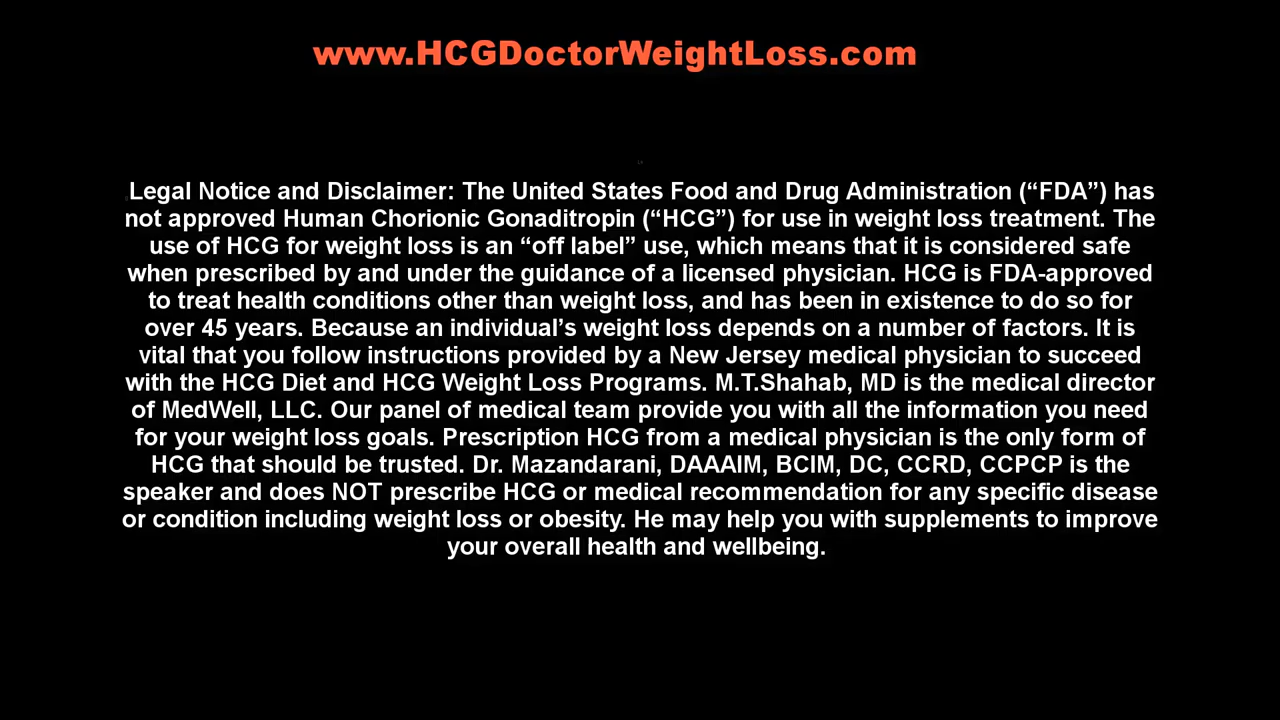 www.HCGDoctorWeightLoss.com
Legal Notice and Disclaimer: The United States Food and Drug Administration (“FDA”) has
not approved Human Chorionic Gonaditropin (“HCG”) for use in weight loss treatment. The
use of HCG for weight loss is an “off label” use, which means that it is considered safe
when prescribed by and under the guidance of a licensed physician. HCG is FDA-approved
to treat health conditions other than weight loss, and has been in existence to do so for
over 45 years. Because an individual’s weight loss depends on a number of factors. It is
vital that you follow instructions provided by a New Jersey medical physician to succeed
with the HCG Diet and HCG Weight Loss Programs. M.T.Shahab, MD is the medical director
of MedWell, LLC. Our panel of medical team provide you with all the information you need
for your weight loss goals. Prescription HCG from a medical physician is the only form of
HCG that should be trusted. Dr. Mazandarani, DAAAIM, BCIM, DC, CCRD, CCPCP is the
speaker and does NOT prescribe HCG or medical recommendation for any specific disease
or condition including weight loss or obesity. He may help you with supplements to improve
your overall health and wellbeing.